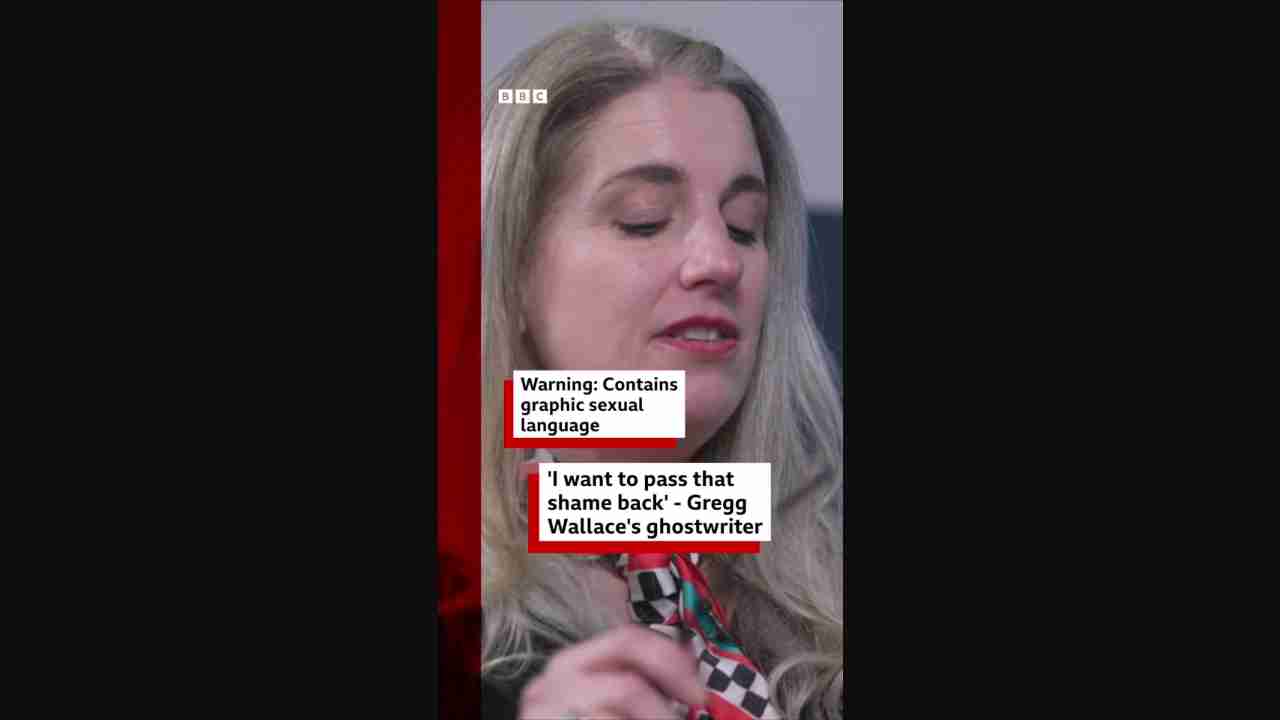 BBC
Warning: Contains
graphic sexual
language
'I want to pass that
shame back' - Gregg
Wallace's ghostwriter